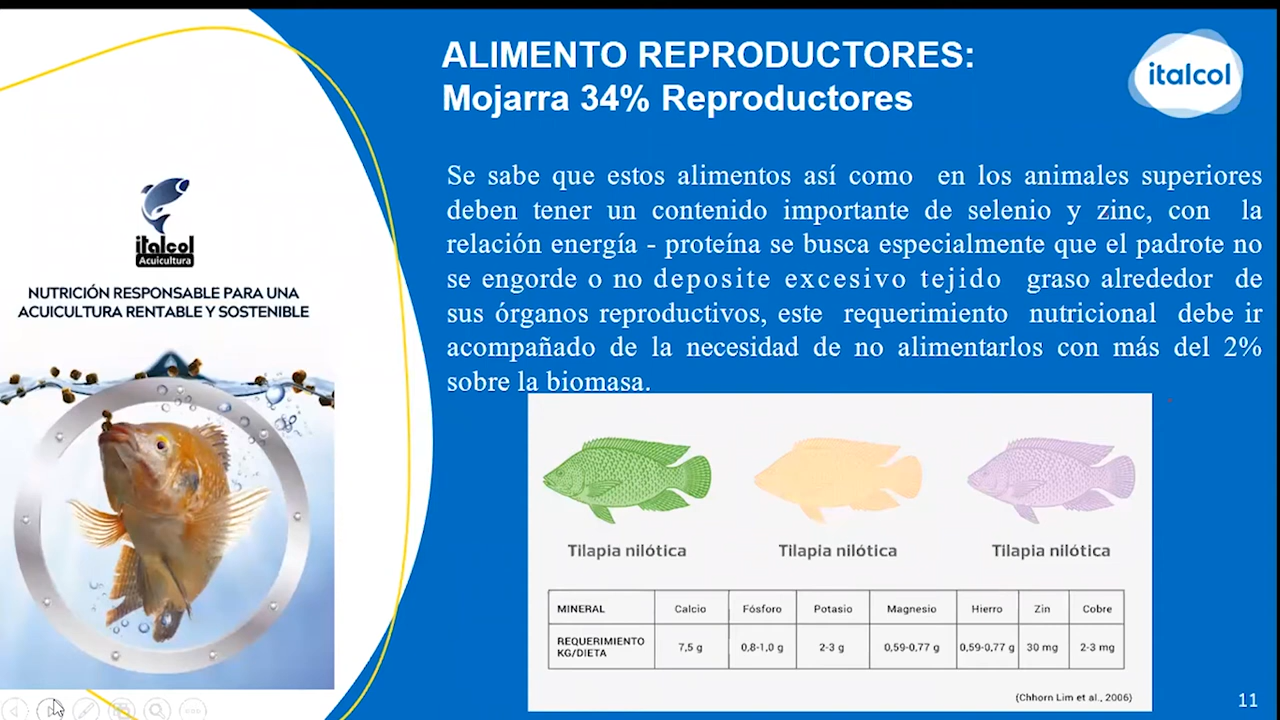 ALIMENTO REPRODUCTORES:
Mojarra 34% Reproductores
italcol
Se sabe que estos alimentos así como en los animales superiores
deben tener un contenido importante de selenio y zinc, con la
relación energía - proteína se busca especialmente que el padrote no
se engorde o no deposite excesivo tejido graso alrededor de
sus órganos reproductivos, este requerimiento nutricional debe ir
acompañado de la necesidad de no alimentarlos con más del 2%
sobre la biomasa.
italcol
Acuicultura
NUTRICIÓN RESPONSABLE PARA UNA
ACUICULTURA RENTABLE Y SOSTENIBLE
Tilapia nilótica Tilapia nilótica Tilapia nilótica
MINERAL Calcio Fósforo Potasio Magnesio Hierro Zin Cobre
REQUERIMIENTO
KG/DIETA 7,5 g 0,8-1,0 g 2-3 g 0,59-0,77 g 0,59-0,77 g 30 mg 2-3 mg
(Chhorn Lim et al., 2006)
11